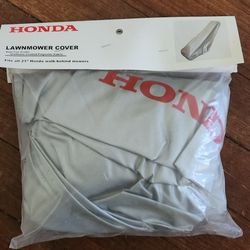 HONDA
LAWNMOWER COVER
Fits all 21" Honda walk-behind mowers
HONDA